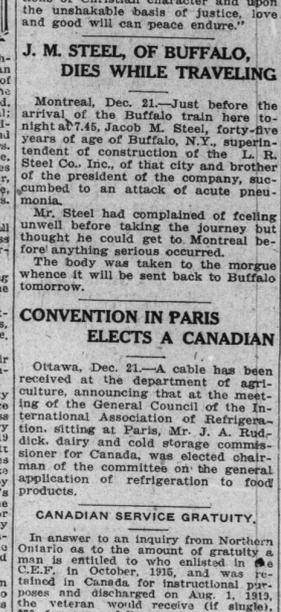 tions of Christian character and upon
the unshakable basis of justice, love
and good will can peace endure."
J. M. STEEL, OF BUFFALO,
DIES WHILE TRAVELING
Montreal, Dec. 21.—Just before the
arrival of the Buffalo train here to-
night at 7.45, Jacob M. Steel, forty-five
years of age of Buffalo, N.Y., superin-
tendent of construction of the L. R.
Steel Co., Inc., of that city and brother
of the president of the company, suc-
cumbed to an attack of acute pneu-
monia.
Mr. Steel had complained of feeling
unwell before taking the journey but
thought he could get to Montreal be-
fore anything serious occurred.
The body was taken to the morgue
whence it will be sent back to Buffalo
tomorrow.
CONVENTION IN PARIS
ELECTS A CANADIAN
Ottawa, Dec. 21.—A cable has been
received at the department of agri-
culture, announcing that at the meet-
ing of the General Council of the In-
ternational Association of Refrigera-
tion, sitting at Paris, Mr. J. A. Rud-
dick, dairy and cold storage commis-
sioner for Canada, was elected chair-
man of the committee on the general
application of refrigeration to food
products.
CANADIAN SERVICE GRATUITY.
In answer to an inquiry from Northern
Ontario as to the amount of gratuity a
man is entitled to who enlisted in the
C.E.F. in October, 1915, and was re-
tained in Canada for instructional pur-
poses and discharged on Aug. 1, 1919,
the veteran would receive (if single),